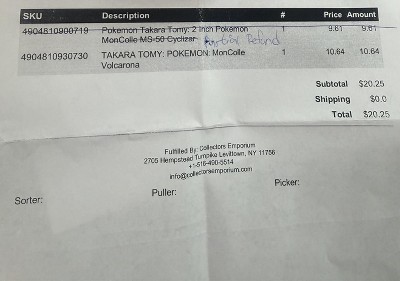 SKU Description # Price Amount
4904810900719 Pokemon Takara Tomy: 2 inch Pokemon 1 9.61 9.61
MonColle MS-50 Cyclizar Partial Refund
4904810930730 TAKARA TOMY: POKEMON: MonColle 1 10.64 10.64
Volcarona
Subtotal $20.25
Shipping $0.0
Total $20.25
Fulfilled By: Collectors Emporium
2705 Hempstead Turnpike Levittown, NY 11756
+1-516-490-5514
info@collectorsemporium.com
Sorter: Puller: Picker: